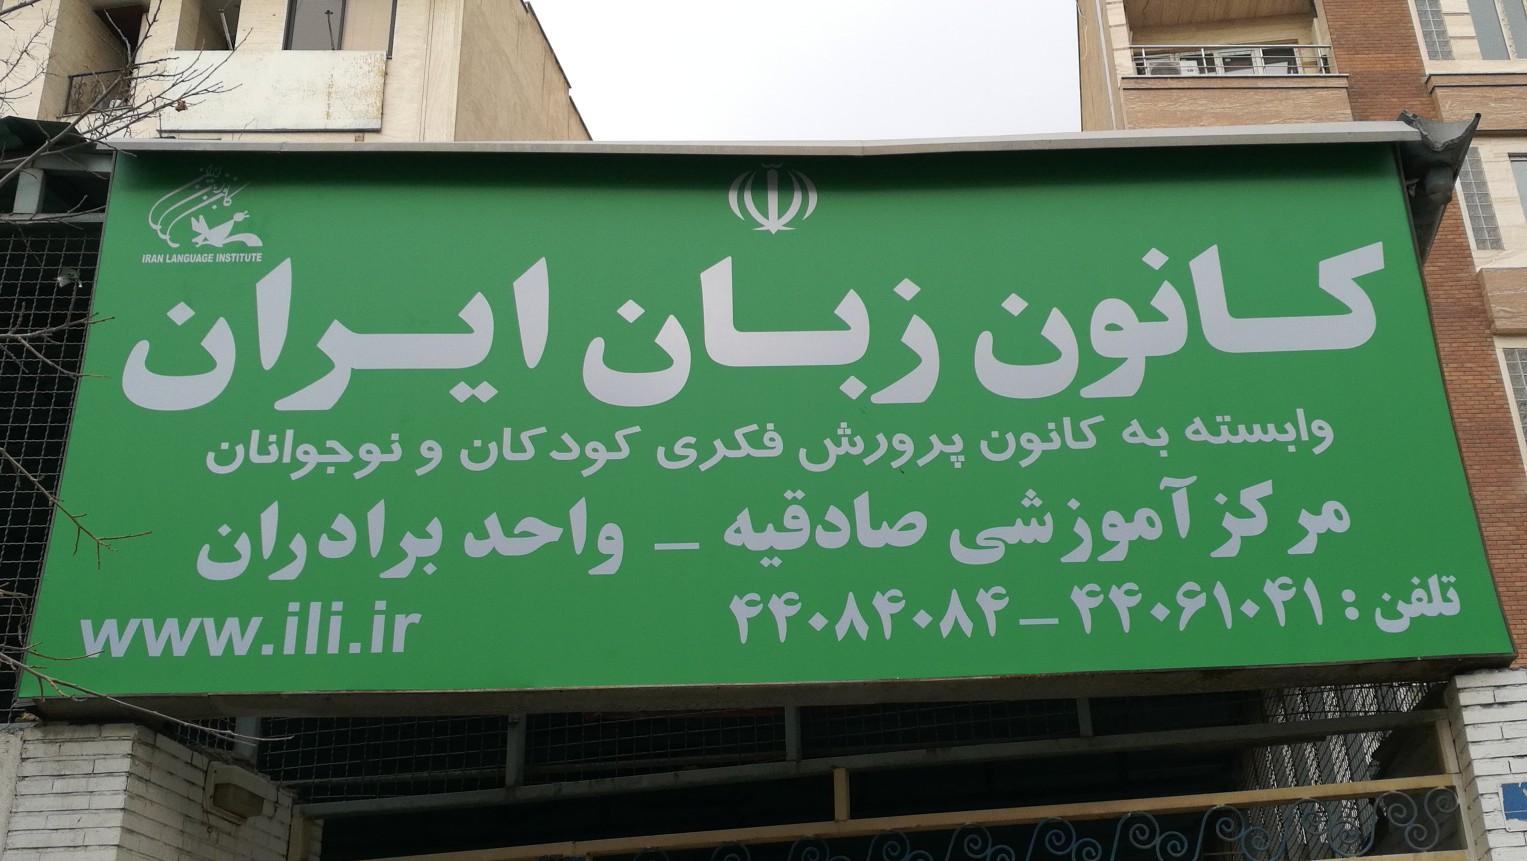 IRAN LANGUAGE INSTITUTE
کانون زبان ایران
وابسته به کانون پرورش فکری کودکان و نوجوانان
مرکز آموزشی صادقیه _ واحد برادران
تلفن : ۴۴۰۶۱۰۴۱ _ ۴۴۰۸۴۰۸۴
www.ili.ir